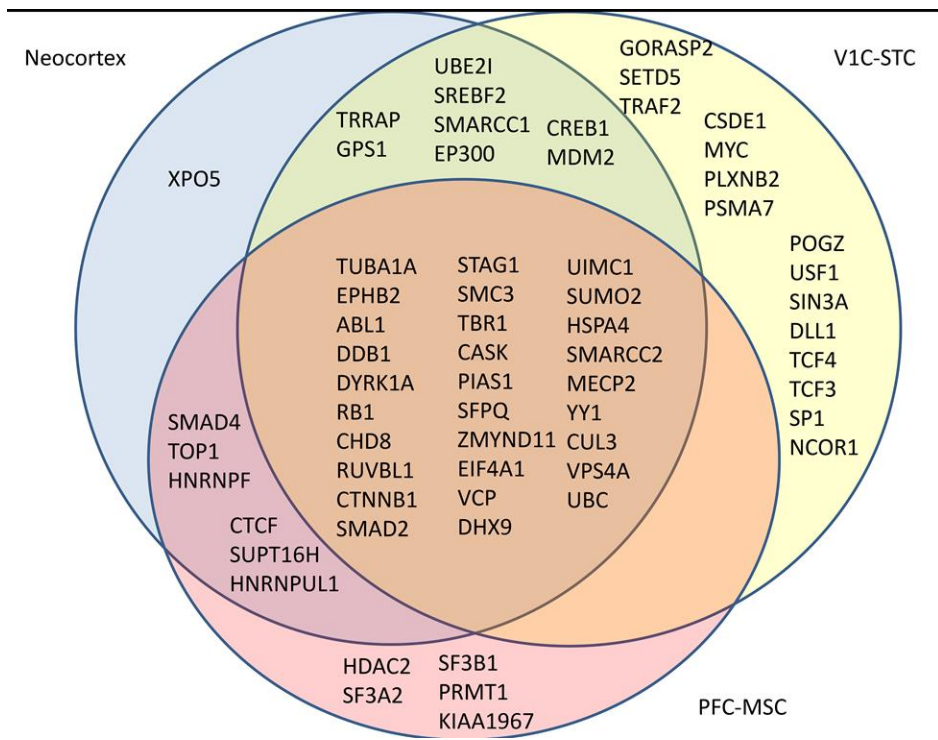 Neocortex
V1C-STC
GORASP2
SETD5
TRAF2
UBE2I
SREBF2
SMARCC1
EP300
TRRAP
GPS1
CREB1
MDM2
CSDE1
MYC
PLXNB2
PSMA7
XPO5
POGZ
USF1
SIN3A
DLL1
TCF4
TCF3
SP1
NCOR1
TUBA1A
EPHB2
ABL1
DDB1
DYRK1A
RB1
CHD8
RUVBL1
CTNNB1
SMAD2
STAG1
SMC3
TBR1
CASK
PIAS1
SFPQ
ZMYND11
EIF4A1
VCP
DHX9
UIMC1
SUMO2
HSPA4
SMARCC2
MECP2
YY1
CUL3
VPS4A
UBC
SMAD4
TOP1
HNRNPF
CTCF
SUPT16H
HNRNPUL1
HDAC2
SF3A2
SF3B1
PRMT1
KIAA1967
PFC-MSC